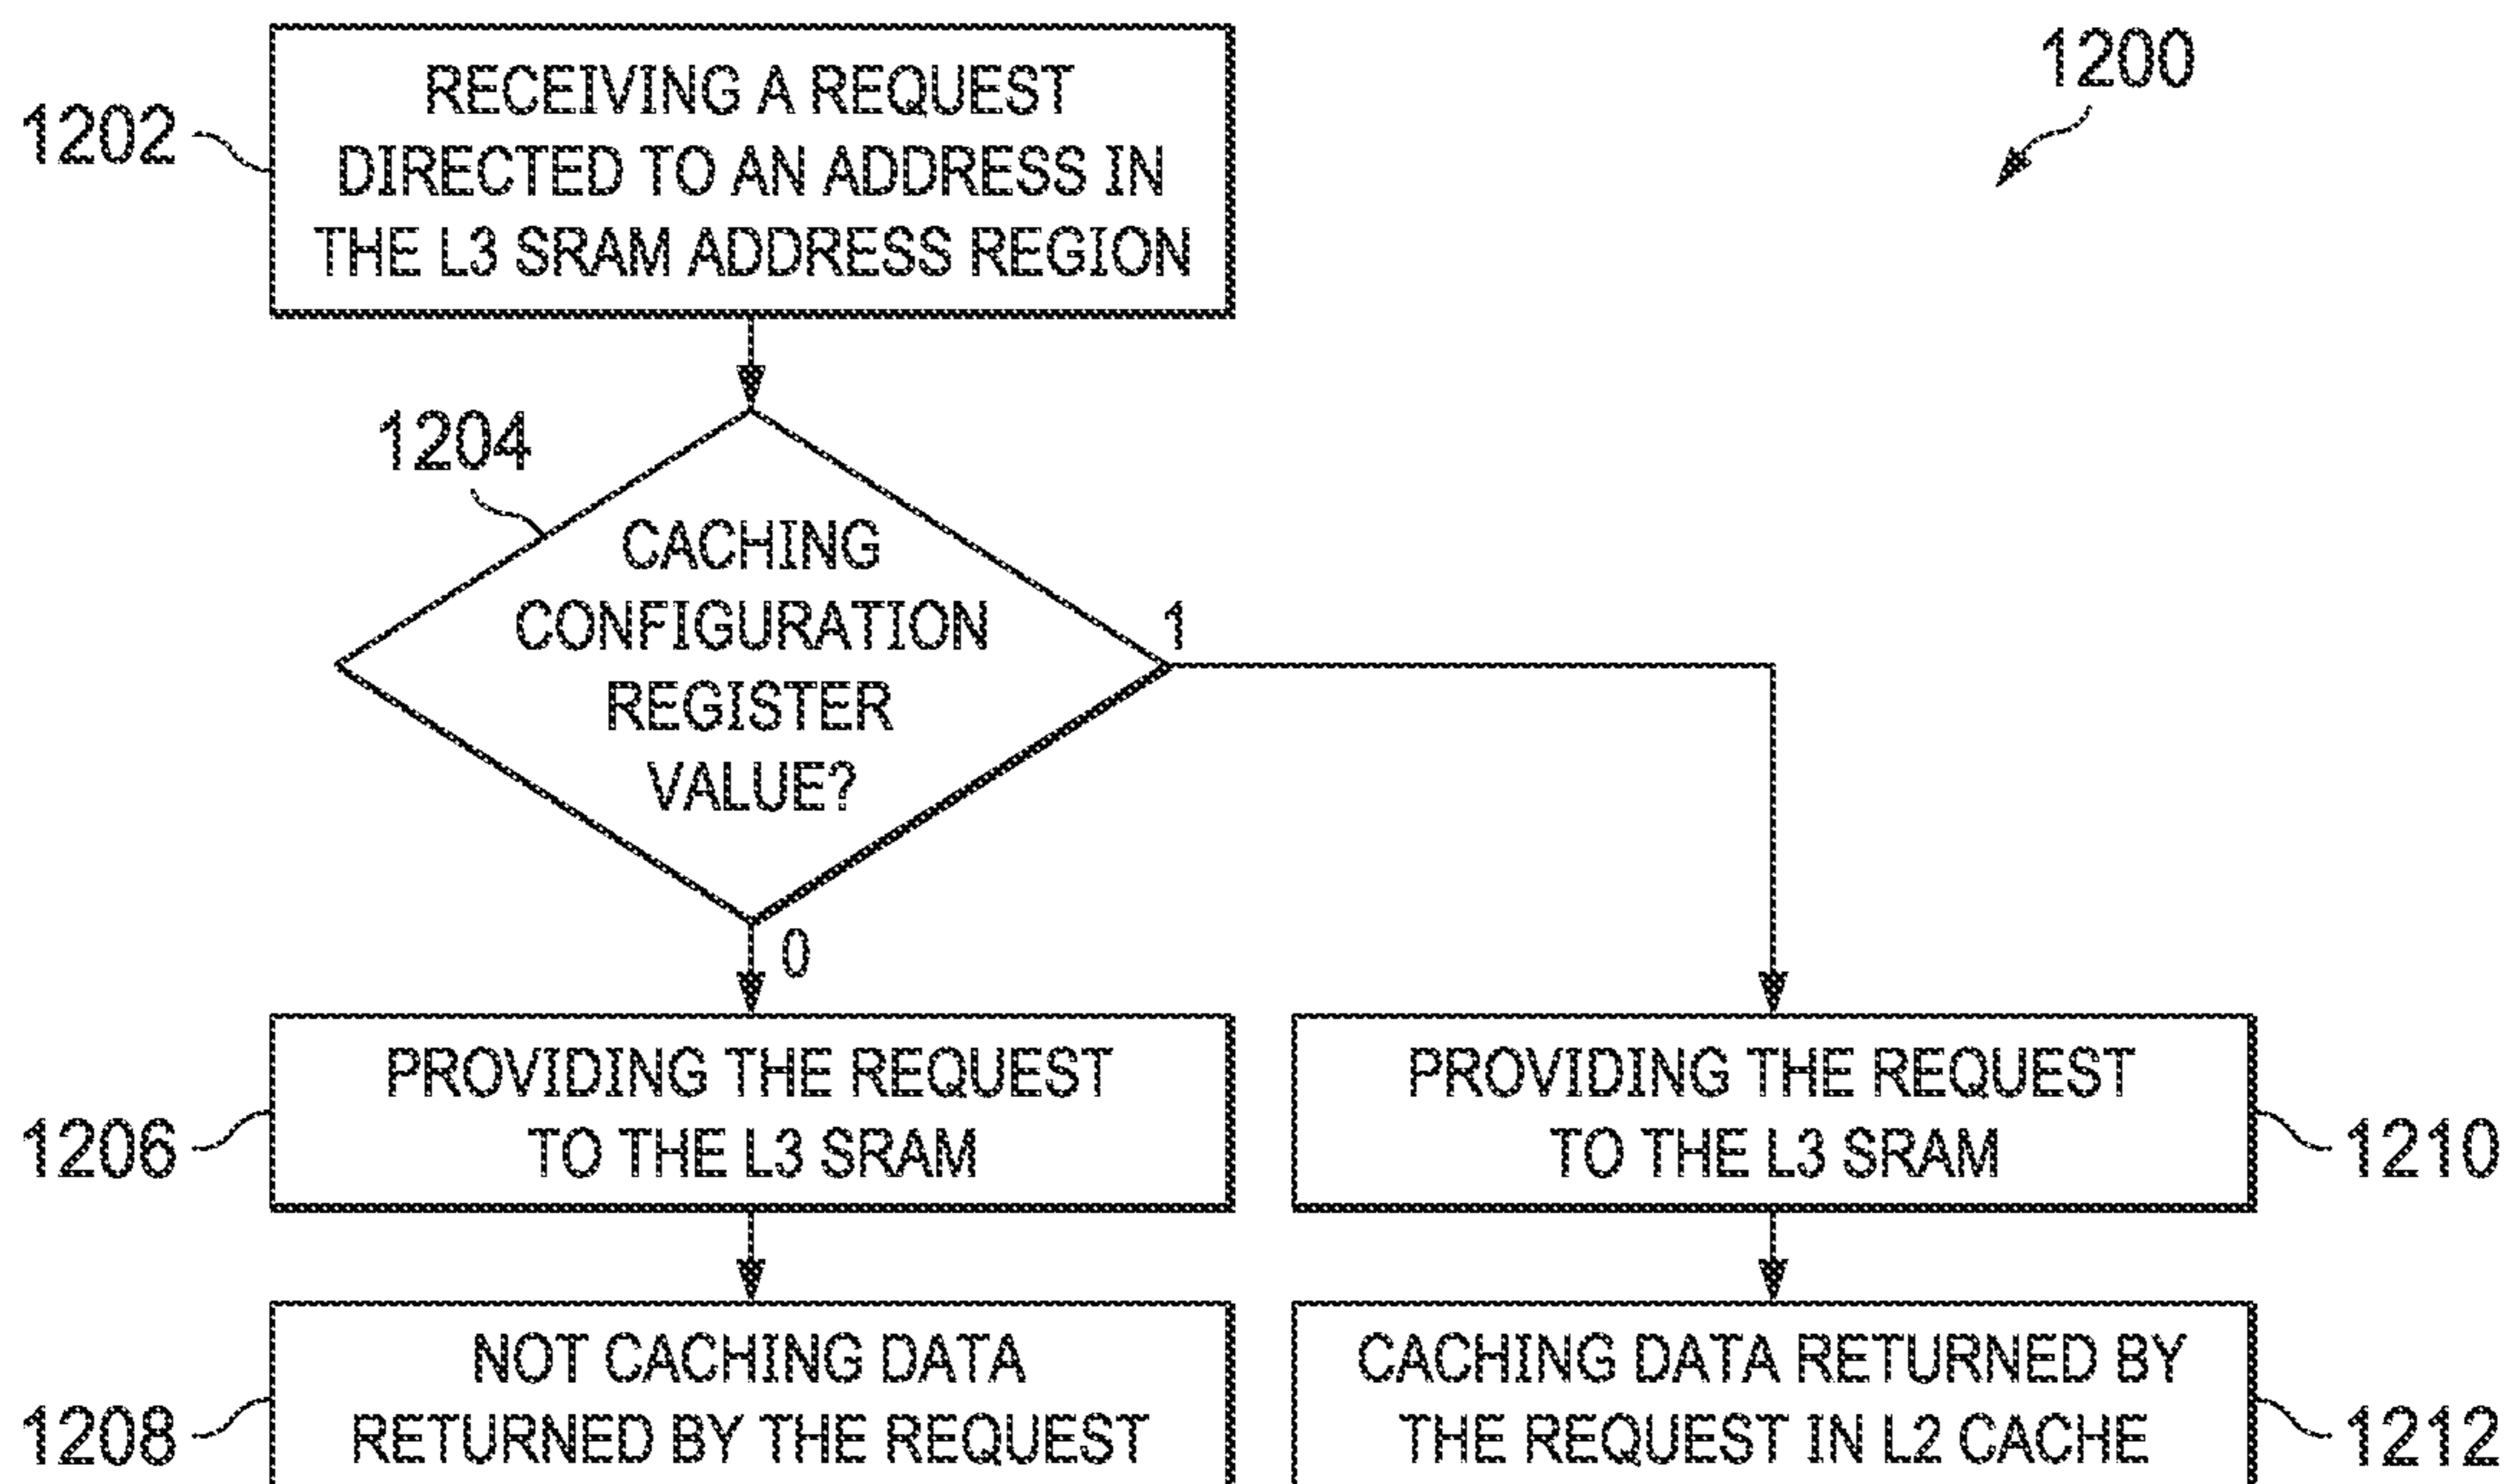 1200
1202
RECEIVING A REQUEST
DIRECTED TO AN ADDRESS IN
THE L3 SRAM ADDRESS REGION
1204
CACHING
CONFIGURATION
REGISTER
VALUE?
1
0
1206
PROVIDING THE REQUEST
TO THE L3 SRAM
PROVIDING THE REQUEST
TO THE L3 SRAM
1210
1208
NOT CACHING DATA
RETURNED BY THE REQUEST
CACHING DATA RETURNED BY
THE REQUEST IN L2 CACHE
1212